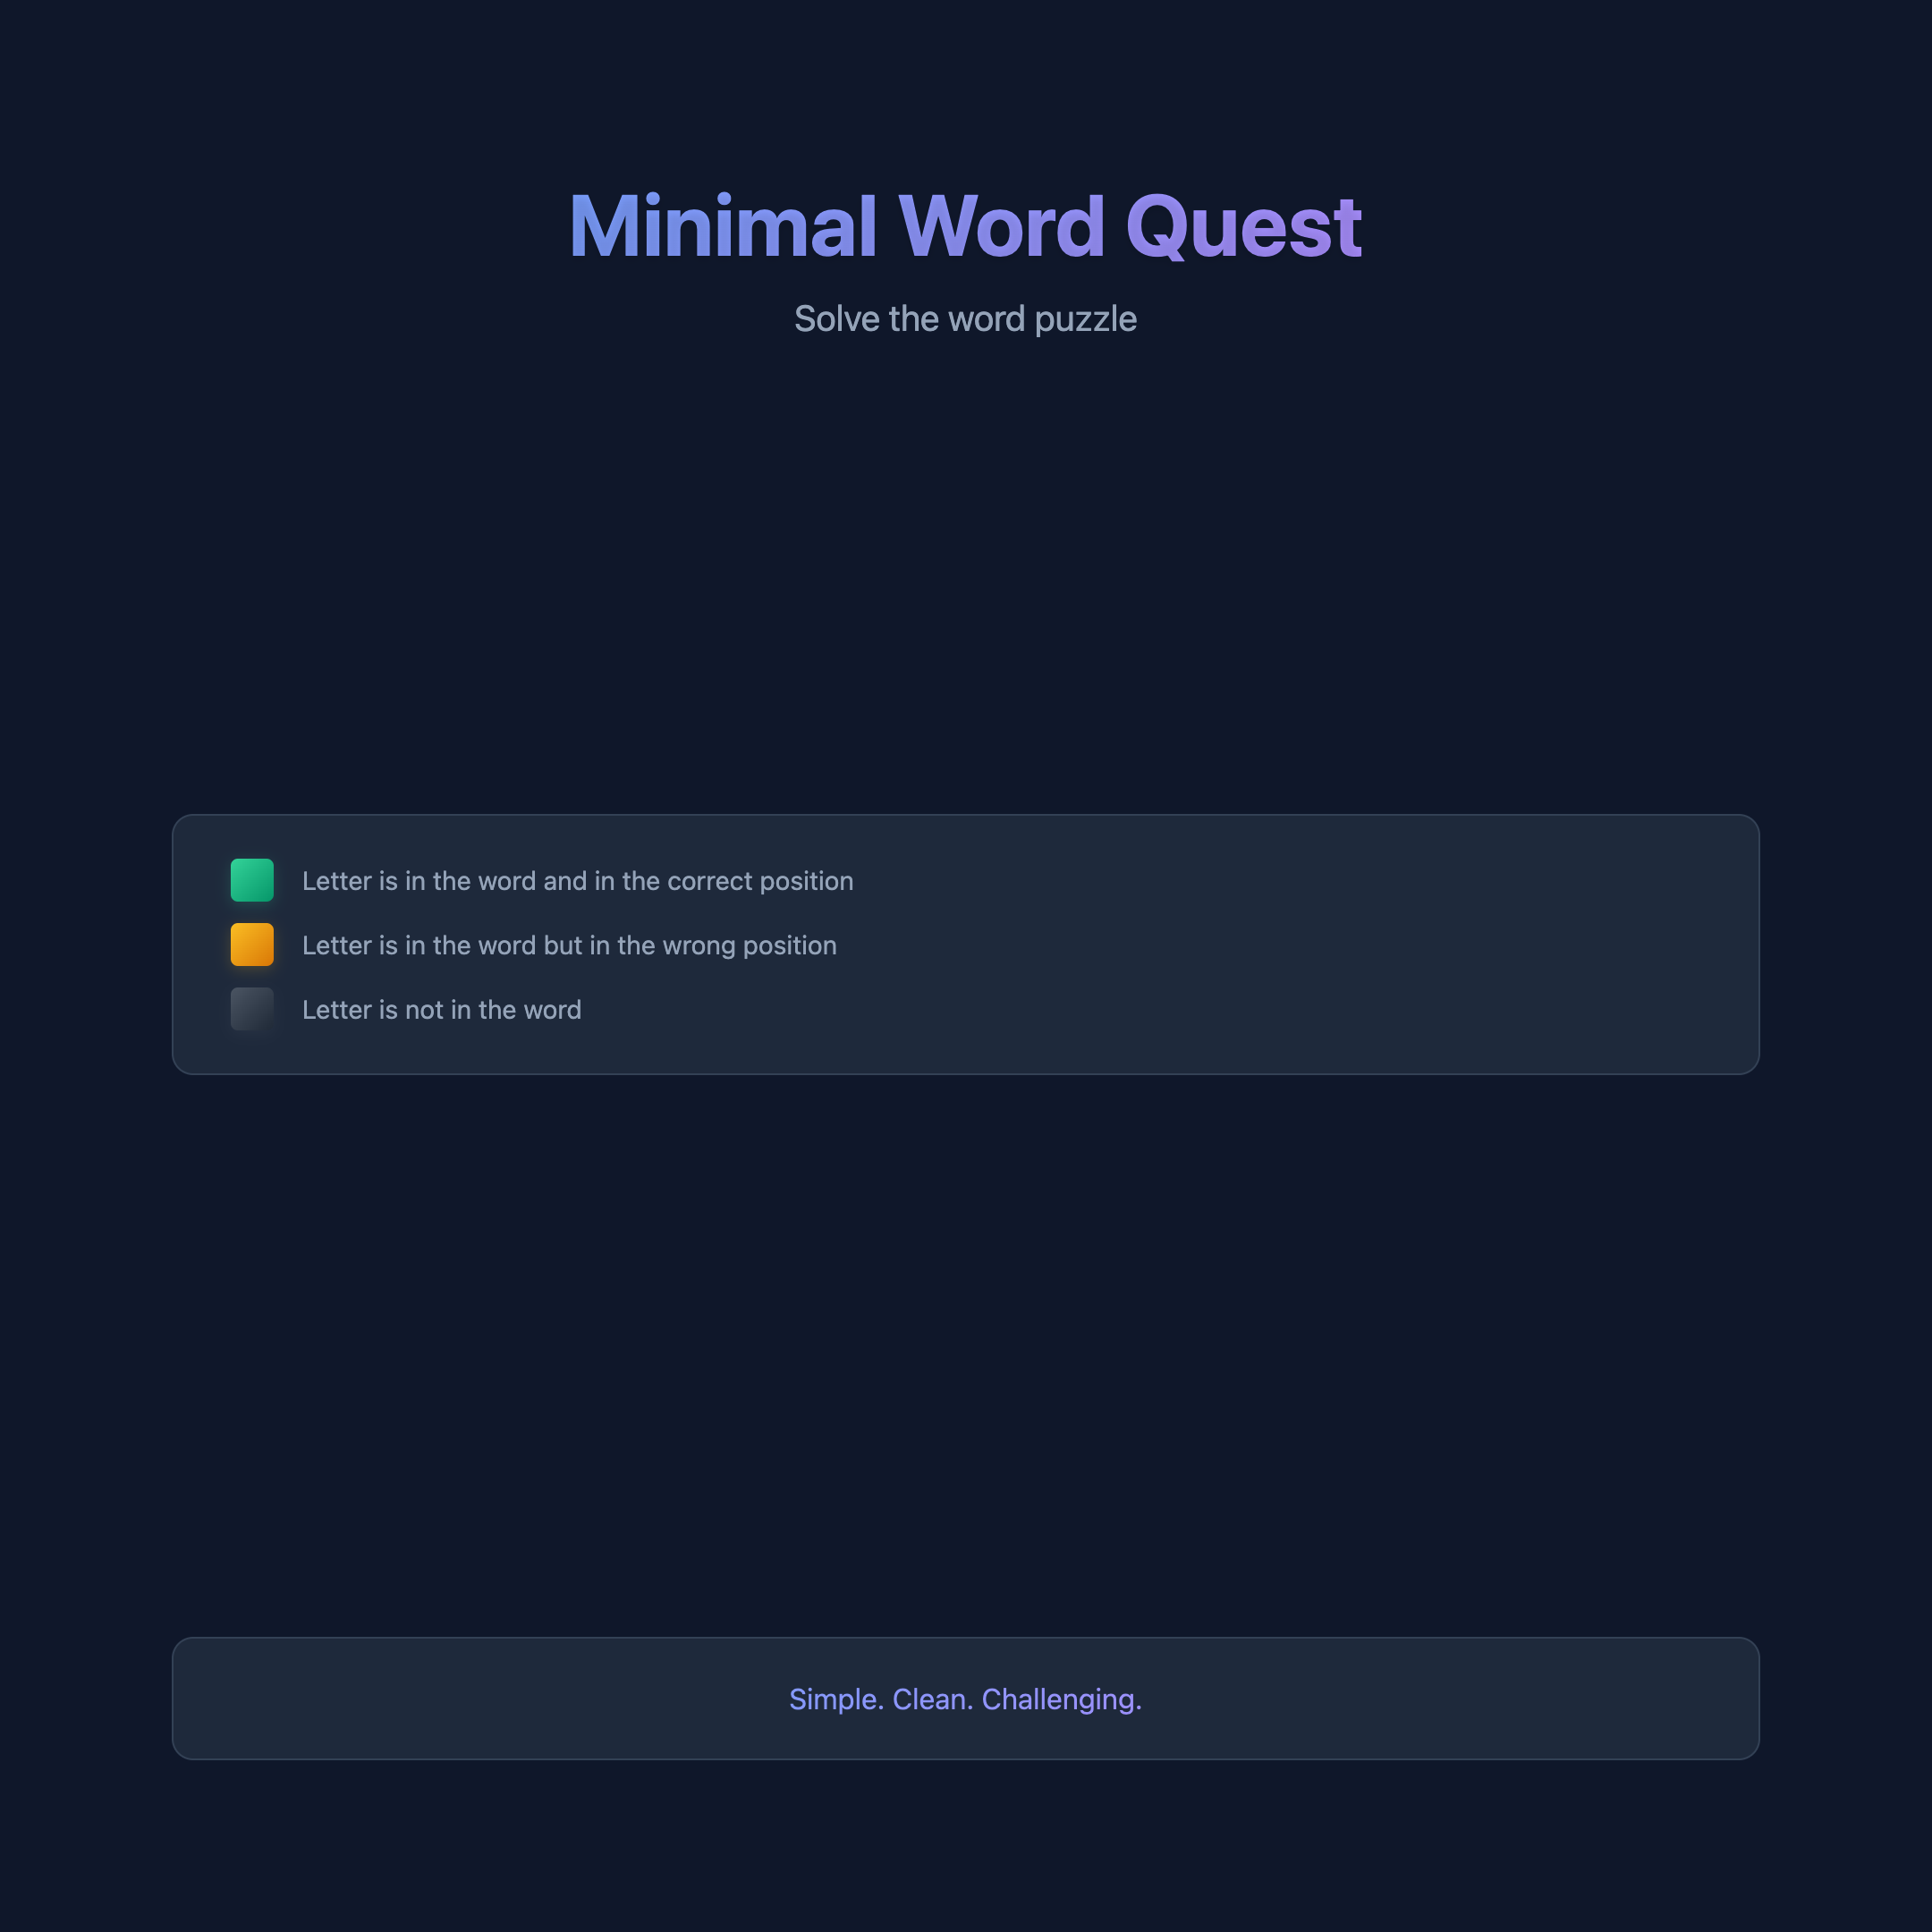 Minimal Word Quest
Solve the word puzzle
Letter is in the word and in the correct position
Letter is in the word but in the wrong position
Letter is not in the word
Simple. Clean. Challenging.